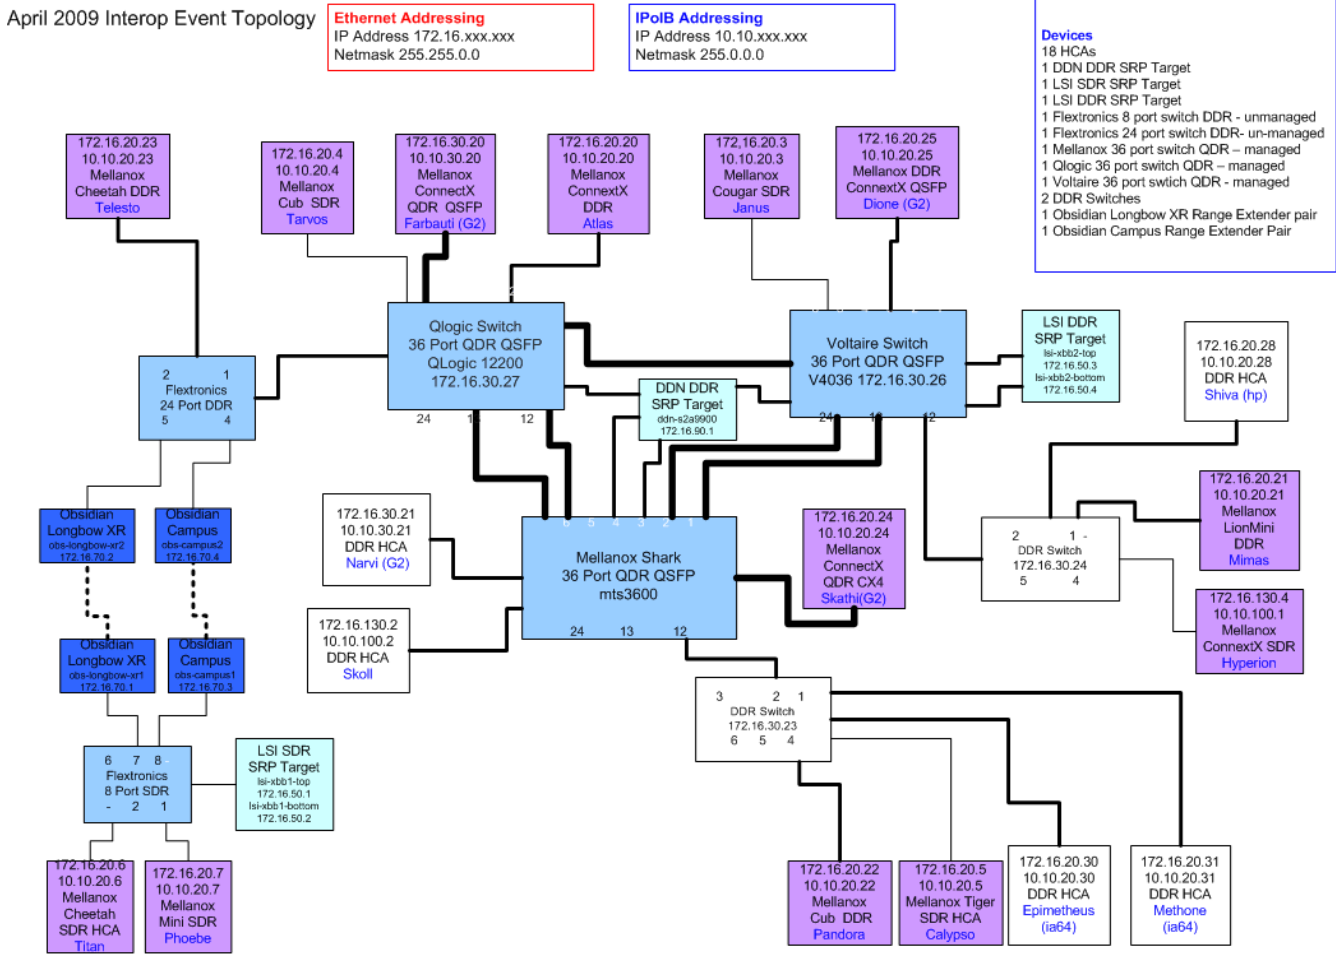 April 2009 Interop Event Topology
Ethernet Addressing
IP Address 172.16.xxx.xxx
Netmask 255.255.0.0
IPoIB Addressing
IP Address 10.10.xxx.xxx
Netmask 255.0.0.0
Devices
18 HCAs
1 DDN DDR SRP Target
1 LSI SDR SRP Target
1 LSI DDR SRP Target
1 Flextronics 8 port switch DDR - unmanaged
1 Flextronics 24 port switch DDR- un-managed
1 Mellanox 36 port switch QDR – managed
1 Qlogic 36 port switch QDR – managed
1 Voltaire 36 port swtich QDR - managed
2 DDR Switches
1 Obsidian Longbow XR Range Extender pair
1 Obsidian Campus Range Extender Pair
172.16.20.23
10.10.20.23
Mellanox
Cheetah DDR
Telesto
172.16.20.4
10.10.20.4
Mellanox
Cub SDR
Tarvos
172.16.30.20
10.10.30.20
Mellanox
ConnectX
QDR QSFP
Farbauti (G2)
172.16.20.20
10.10.20.20
Mellanox
ConnextX
DDR
Atlas
172,16.20.3
10.10.20.3
Mellanox
Cougar SDR
Janus
172.16.20.25
10.10.20.25
Mellanox DDR
ConnextX QSFP
Dione (G2)
Qlogic Switch
36 Port QDR QSFP
QLogic 12200
172.16.30.27
24
12
Voltaire Switch
36 Port QDR QSFP
V4036 172.16.30.26
24
12
LSI DDR
SRP Target
lsi-xbb2-top
172.16.50.3
lsi-xbb2-bottom
172.16.50.4
172.16.20.28
10.10.20.28
DDR HCA
Shiva (hp)
2 1
Flextronics
24 Port DDR
5 4
DDN DDR
SRP Target
ddn-s2a9900
172.16.90.1
Obsidian
Longbow XR
obs-longbow-xr2
172.16.70.2
Obsidian
Campus
obs-campus2
172.16.70.4
172.16.30.21
10.10.30.21
DDR HCA
Narvi (G2)
6 5 4 3 2 1
Mellanox Shark
36 Port QDR QSFP
mts3600
24 13 12
172.16.20.24
10.10.20.24
Mellanox
ConnectX
QDR CX4
Skathi(G2)
2 1 -
DDR Switch
172.16.30.24
5 4
172.16.20.21
10.10.20.21
Mellanox
LionMini
DDR
Mimas
172.16.130.4
10.10.100.1
Mellanox
ConnextX SDR
Hyperion
172.16.130.2
10.10.100.2
DDR HCA
Skoll
Obsidian
Longbow XR
obs-longbow-xr1
172.16.70.1
Obsidian
Campus
obs-campus1
172.16.70.3
3 2 1
DDR Switch
172.16.30.23
6 5 4
6 7 8 -
Flextronics
8 Port SDR
- 2 1
LSI SDR
SRP Target
lsi-xbb1-top
172.16.50.1
lsi-xbb1-bottom
172.16.50.2
172.16.20.6
10.10.20.6
Mellanox
Cheetah
SDR HCA
Titan
172.16.20.7
10.10.20.7
Mellanox
Mini SDR
Phoebe
172.16.20.22
10.10.20.22
Mellanox
Cub DDR
Pandora
172.16.20.5
10.10.20.5
Mellanox Tiger
SDR HCA
Calypso
172.16.20.30
10.10.20.30
DDR HCA
Epimetheus
(ia64)
172.16.20.31
10.10.20.31
DDR HCA
Methone
(ia64)